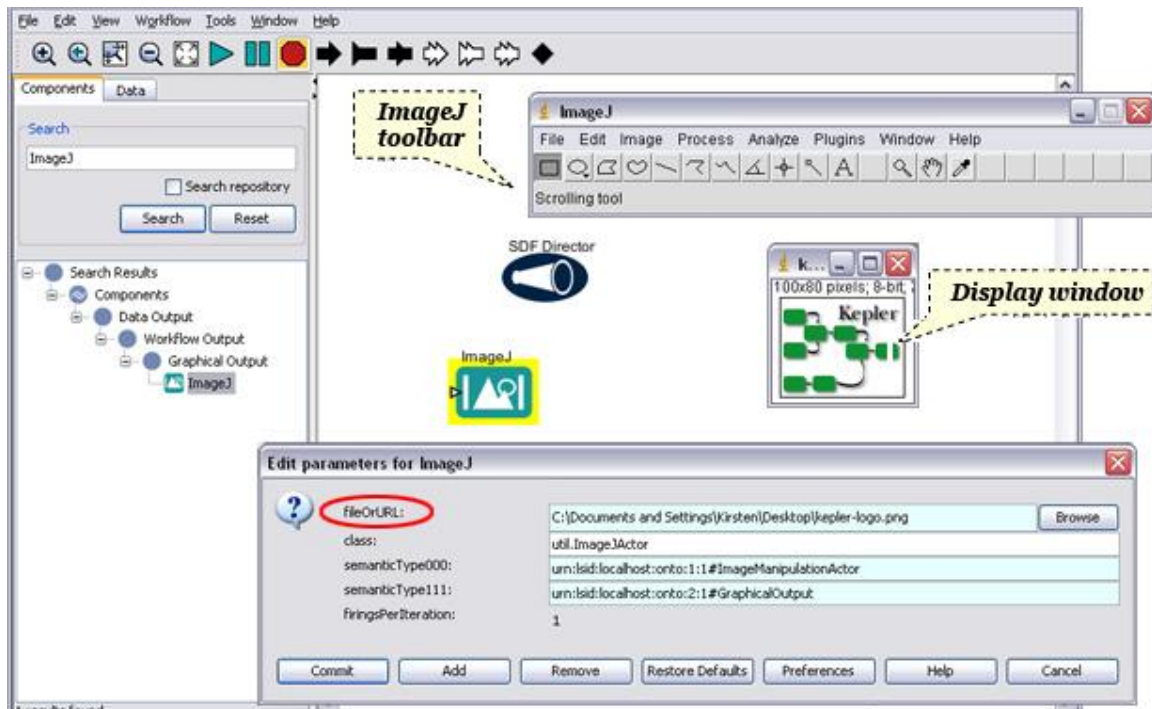 File Edit View Workflow Tools Window Help
Components Data
Search
ImageJ
Search repository
Search Reset
Search Results
Components
Data Output
Workflow Output
Graphical Output
ImageJ
ImageJ
toolbar
ImageJ
File Edit Image Process Analyze Plugins Window Help
A
Scrolling tool
SDF Director
ImageJ
k...
100x80 pixels; 8-bit;
Kepler
Display window
Edit parameters for ImageJ
fileOrURL: C:\Documents and Settings\Kirsten\Desktop\kepler-logo.png Browse
class: util.ImageJActor
semanticType000: urn:lsid:localhost:onto:1:1#ImageManipulationActor
semanticType111: urn:lsid:localhost:onto:2:1#GraphicalOutput
firingsPerIteration: 1
Commit Add Remove Restore Defaults Preferences Help Cancel